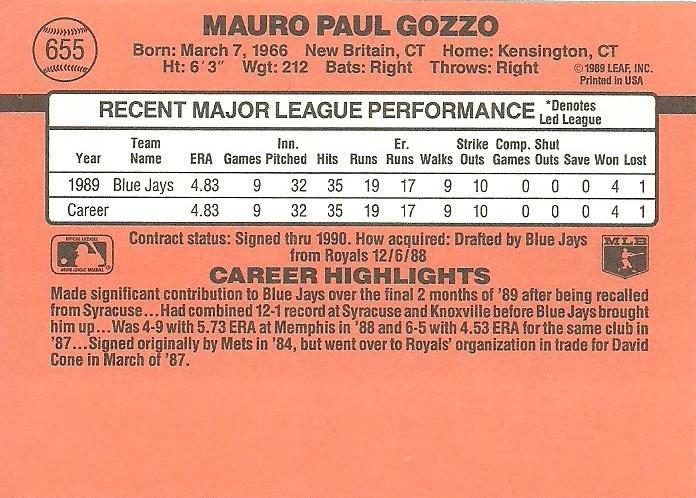 655
MAURO PAUL GOZZO
Born: March 7, 1966 New Britain, CT Home: Kensington, CT
Ht: 6'3" Wgt: 212 Bats: Right Throws: Right
©1989 LEAF, INC.
Printed in USA
RECENT MAJOR LEAGUE PERFORMANCE *Denotes Led League
Year Team Name ERA Games Inn. Pitched Hits Runs Er. Runs Walks Strike Outs Comp. Games Shut Outs Save Won Lost
1989 Blue Jays 4.83 9 32 35 19 17 9 10 0 0 0 4 1
Career 4.83 9 32 35 19 17 9 10 0 0 0 4 1
OFFICIAL LICENSEE
MAJOR LEAGUE BASEBALL
Contract status: Signed thru 1990. How acquired: Drafted by Blue Jays
from Royals 12/6/88
MLB
CAREER HIGHLIGHTS
Made significant contribution to Blue Jays over the final 2 months of '89 after being recalled
from Syracuse...Had combined 12-1 record at Syracuse and Knoxville before Blue Jays brought
him up...Was 4-9 with 5.73 ERA at Memphis in '88 and 6-5 with 4.53 ERA for the same club in
'87...Signed originally by Mets in '84, but went over to Royals' organization in trade for David
Cone in March of '87.